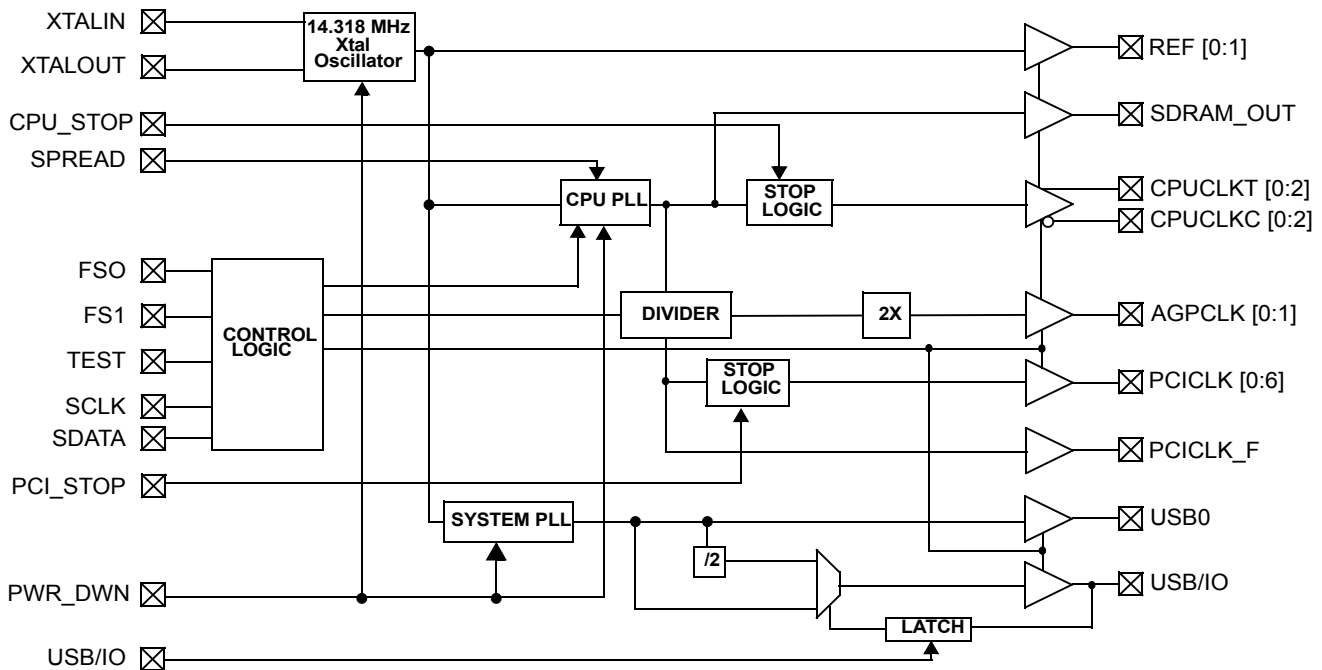 XTALIN
XTALOUT
CPU_STOP
SPREAD
FSO
FS1
TEST
SCLK
SDATA
PCI_STOP
PWR_DWN
USB/IO
14.318 MHz
Xtal
Oscillator
CONTROL
LOGIC
CPU PLL
STOP
LOGIC
DIVIDER
2X
STOP
LOGIC
SYSTEM PLL
/2
LATCH
REF [0:1]
SDRAM_OUT
CPUCLKT [0:2]
CPUCLKC [0:2]
AGPCLK [0:1]
PCICLK [0:6]
PCICLK_F
USB0
USB/IO